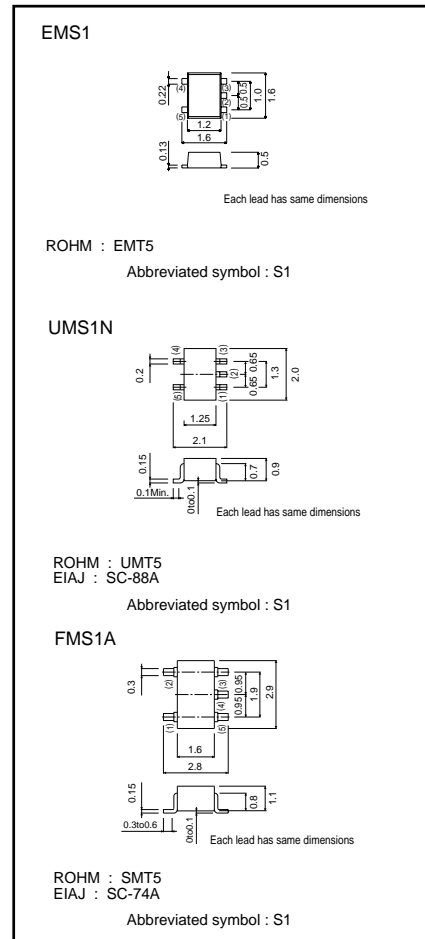 EMS1
0.22
(4)
(3)
(2)
(5)
(1)
0.5 0.5
1.0
1.6
1.2
1.6
0.13
0.5
Each lead has same dimensions
ROHM : EMT5
Abbreviated symbol : S1
UMS1N
0.2
(4)
(3)
(2)
(5)
(1)
0.65
0.65
1.3
2.0
1.25
2.1
0.15
0.1Min.
0to0.1
0.7
0.9
Each lead has same dimensions
ROHM : UMT5
EIAJ : SC-88A
Abbreviated symbol : S1
FMS1A
0.3
(2)
(3)
(4)
(1)
(5)
0.95 0.95
1.9
2.9
1.6
2.8
0.15
0.3to0.6
0to0.1
0.8
1.1
Each lead has same dimensions
ROHM : SMT5
EIAJ : SC-74A
Abbreviated symbol : S1